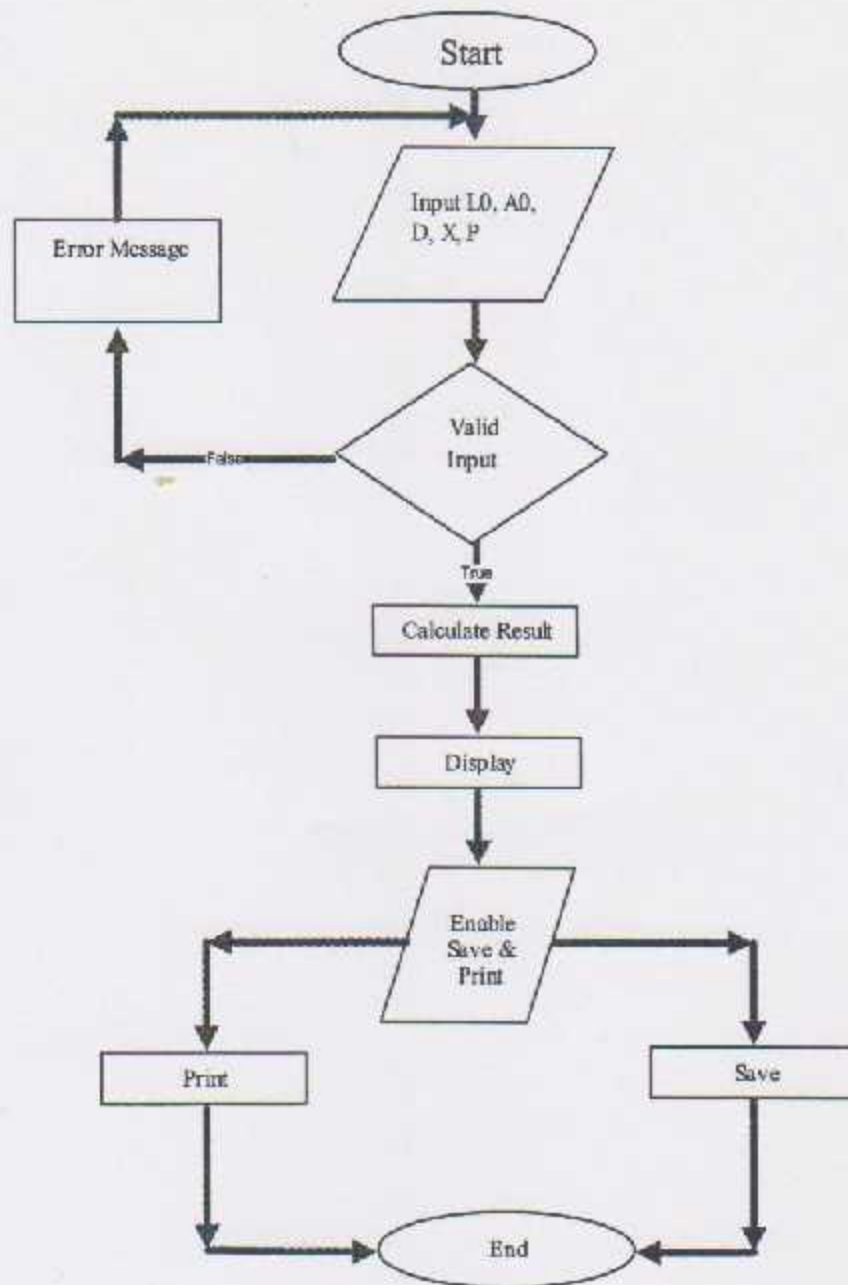 Start
Input L0, A0,
D, X, P
Error Message
Valid
Input
False
True
Calculate Result
Display
Enable
Save &
Print
Print
Save
End